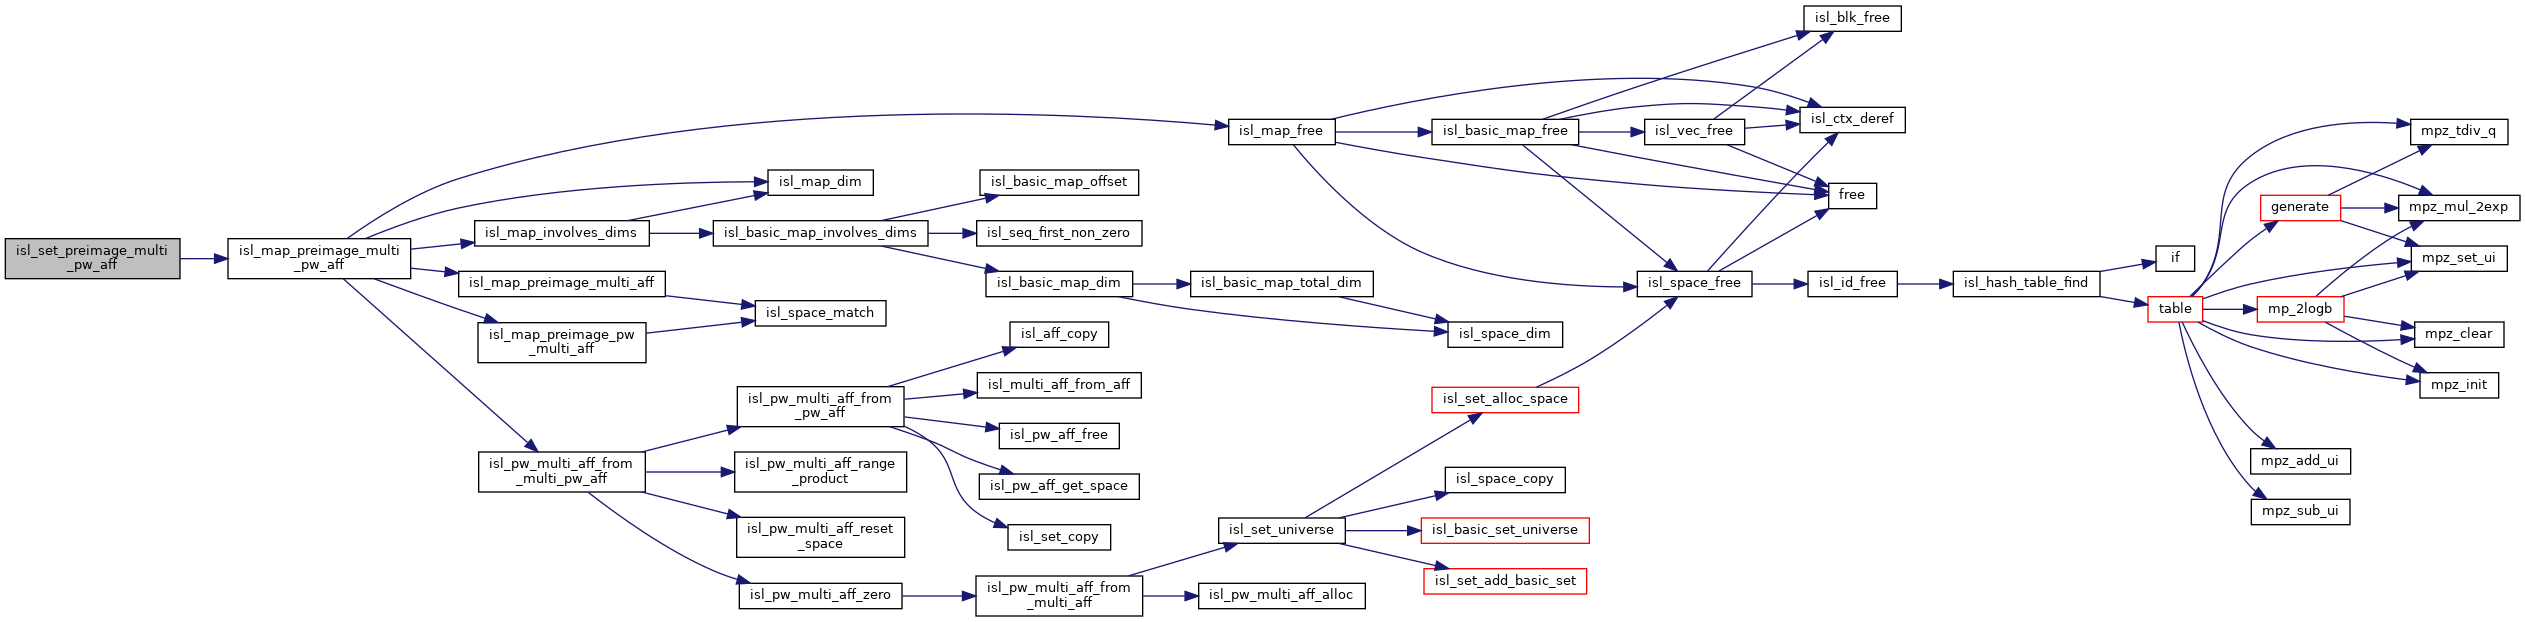 isl_set_preimage_multi
_pw_aff
isl_map_preimage_multi
_pw_aff
isl_map_involves_dims
isl_map_preimage_multi_aff
isl_map_preimage_pw
_multi_aff
isl_pw_multi_aff_from
_multi_pw_aff
isl_map_dim
isl_basic_map_involves_dims
isl_space_match
isl_pw_multi_aff_from
_pw_aff
isl_pw_multi_aff_range
_product
isl_pw_multi_aff_reset
_space
isl_pw_multi_aff_zero
isl_basic_map_offset
isl_seq_first_non_zero
isl_basic_map_dim
isl_aff_copy
isl_multi_aff_from_aff
isl_pw_aff_free
isl_pw_aff_get_space
isl_set_copy
isl_pw_multi_aff_from
_multi_aff
isl_map_free
isl_basic_map_total_dim
isl_set_universe
isl_pw_multi_aff_alloc
isl_basic_map_free
isl_space_dim
isl_set_alloc_space
isl_space_copy
isl_basic_set_universe
isl_set_add_basic_set
isl_vec_free
isl_space_free
isl_blk_free
isl_ctx_deref
free
isl_id_free
isl_hash_table_find
if
table
generate
mp_2logb
mpz_add_ui
mpz_sub_ui
mpz_tdiv_q
mpz_mul_2exp
mpz_set_ui
mpz_clear
mpz_init